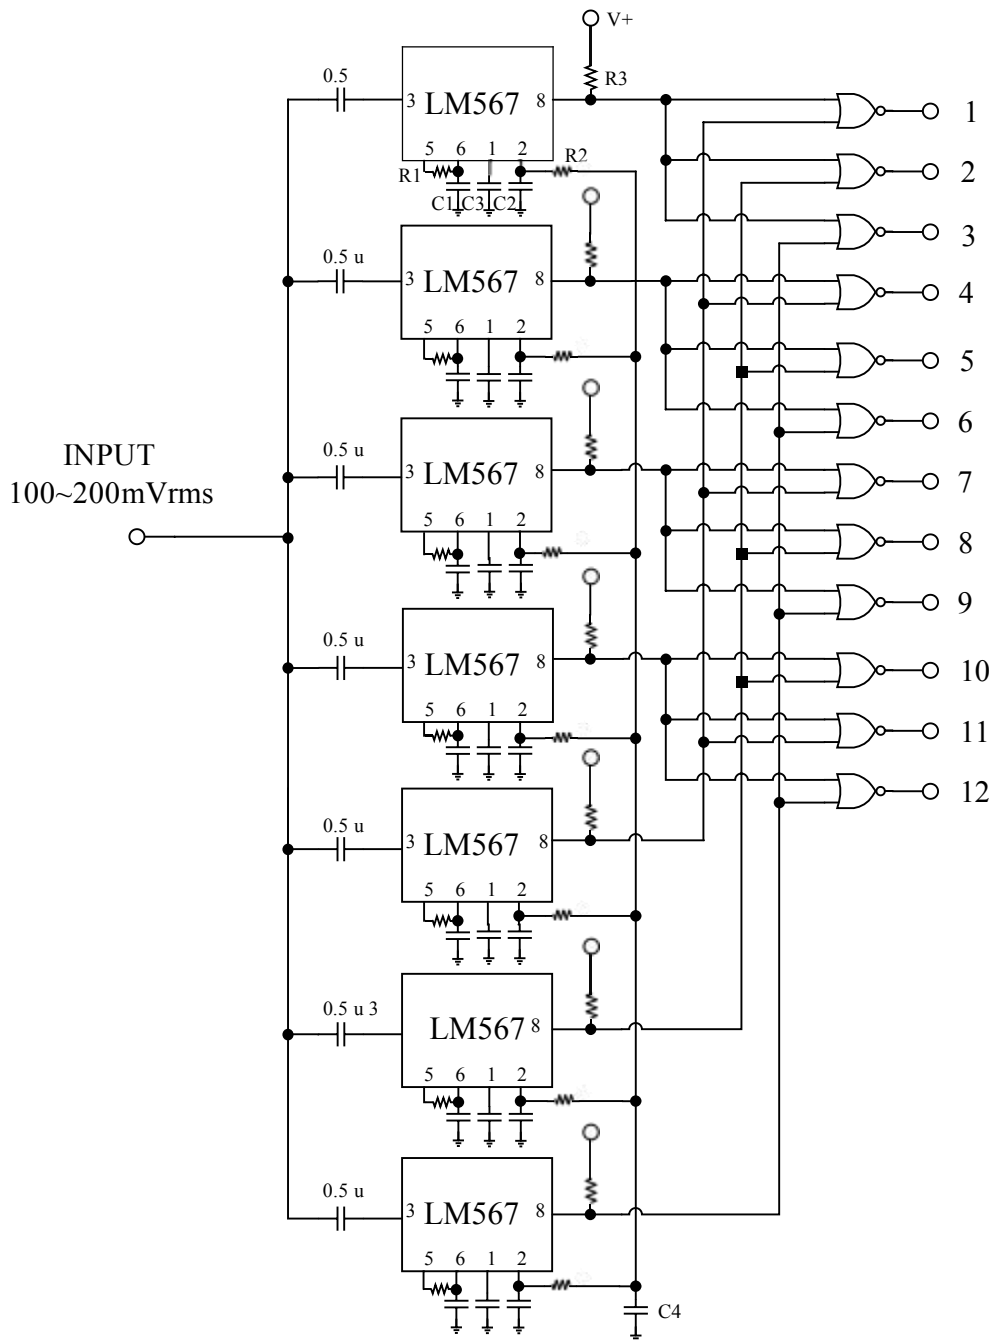 V+
R3
0.5
3 LM567 8
1
5 6 1 2
R1
R2
C1 C3 C2
2
3
0.5 u
3 LM567 8
4
5 6 1 2
5
6
0.5 u
3 LM567 8
7
5 6 1 2
8
9
INPUT
100~200mVrms
0.5 u
3 LM567 8
10
5 6 1 2
11
12
0.5 u
3 LM567 8
5 6 1 2
0.5 u 3
LM567 8
5 6 1 2
0.5 u
3 LM567 8
5 6 1 2
C4